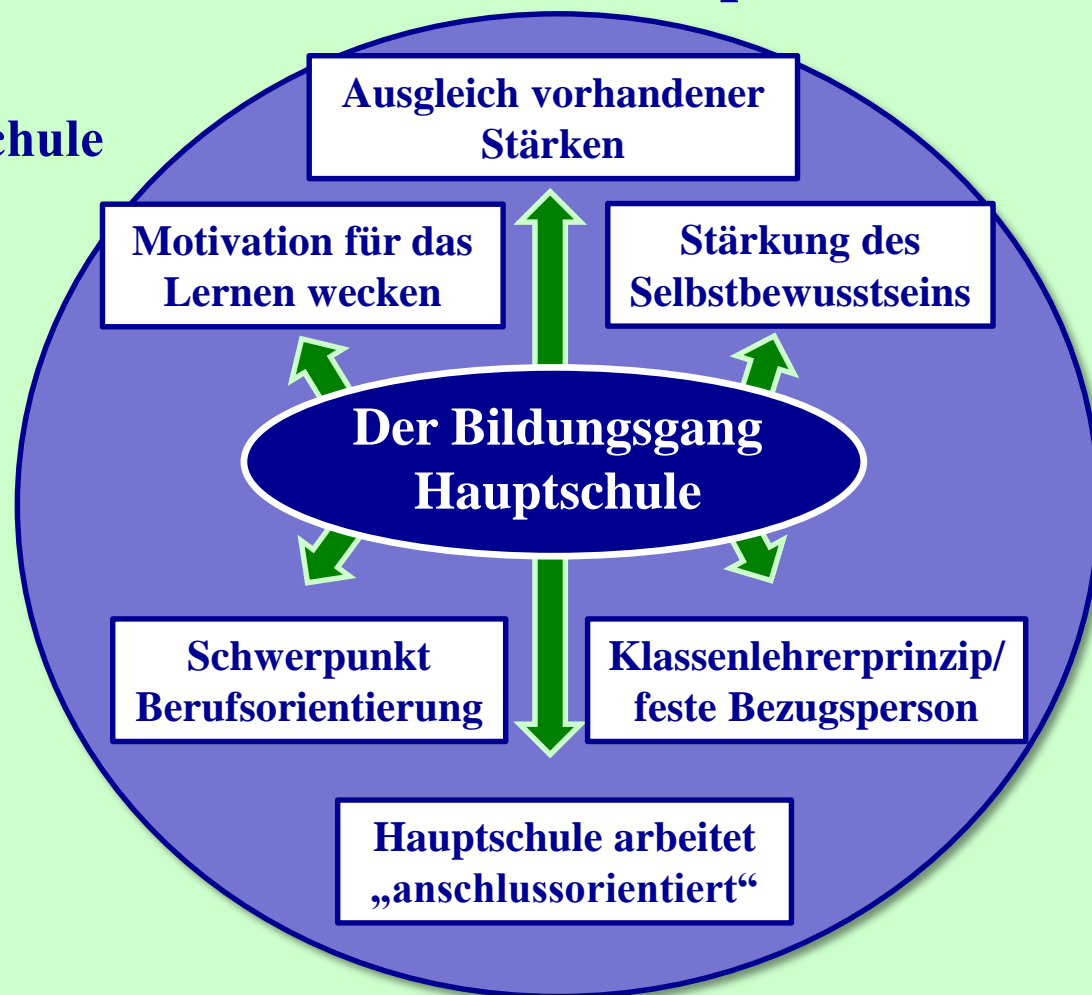 Ausgleich vorhandener
Stärken
chule
Motivation für das
Lernen wecken
Stärkung des
Selbstbewusstseins
Der Bildungsgang
Hauptschule
Schwerpunkt
Berufsorientierung
Klassenlehrerprinzip/
feste Bezugsperson
Hauptschule arbeitet
„anschlussorientiert“